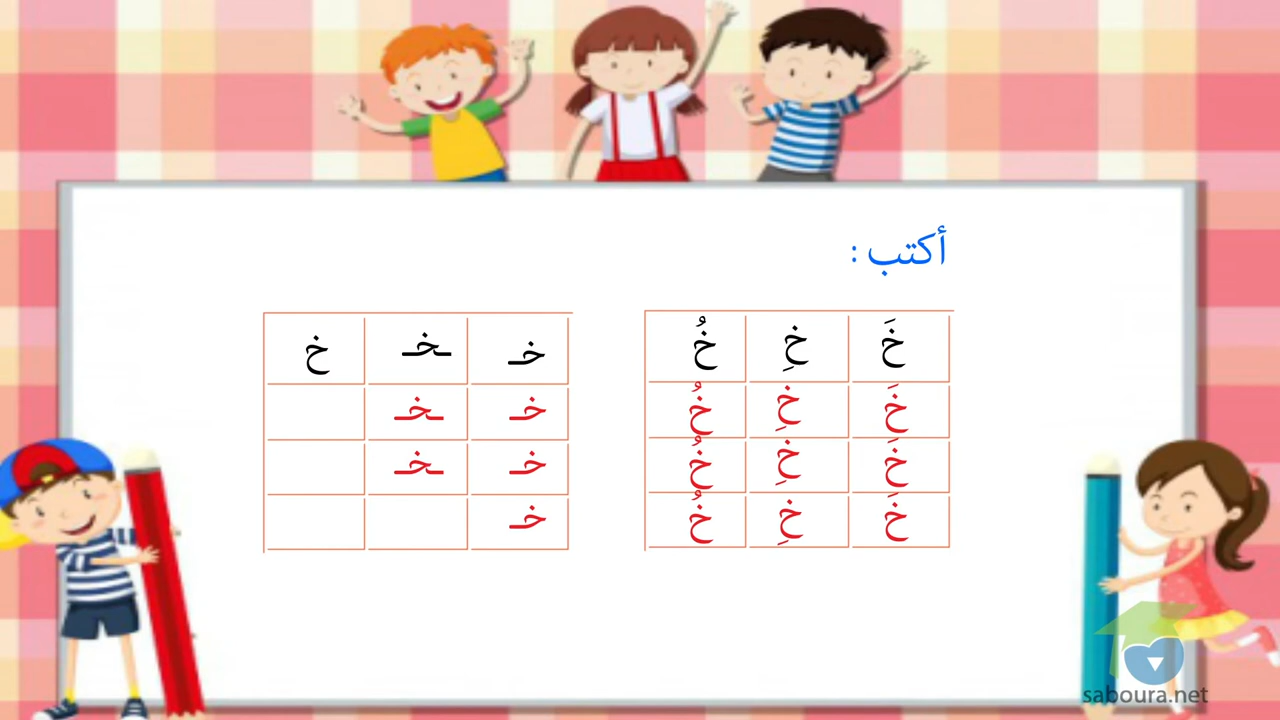 أكتب :
خَ خِ خُ
خَ خِ خُ
خَ خِ خُ
خَ خِ خُ
خـ ـخـ خ
خـ ـخـ
خـ ـخـ
خـ
saboura.net